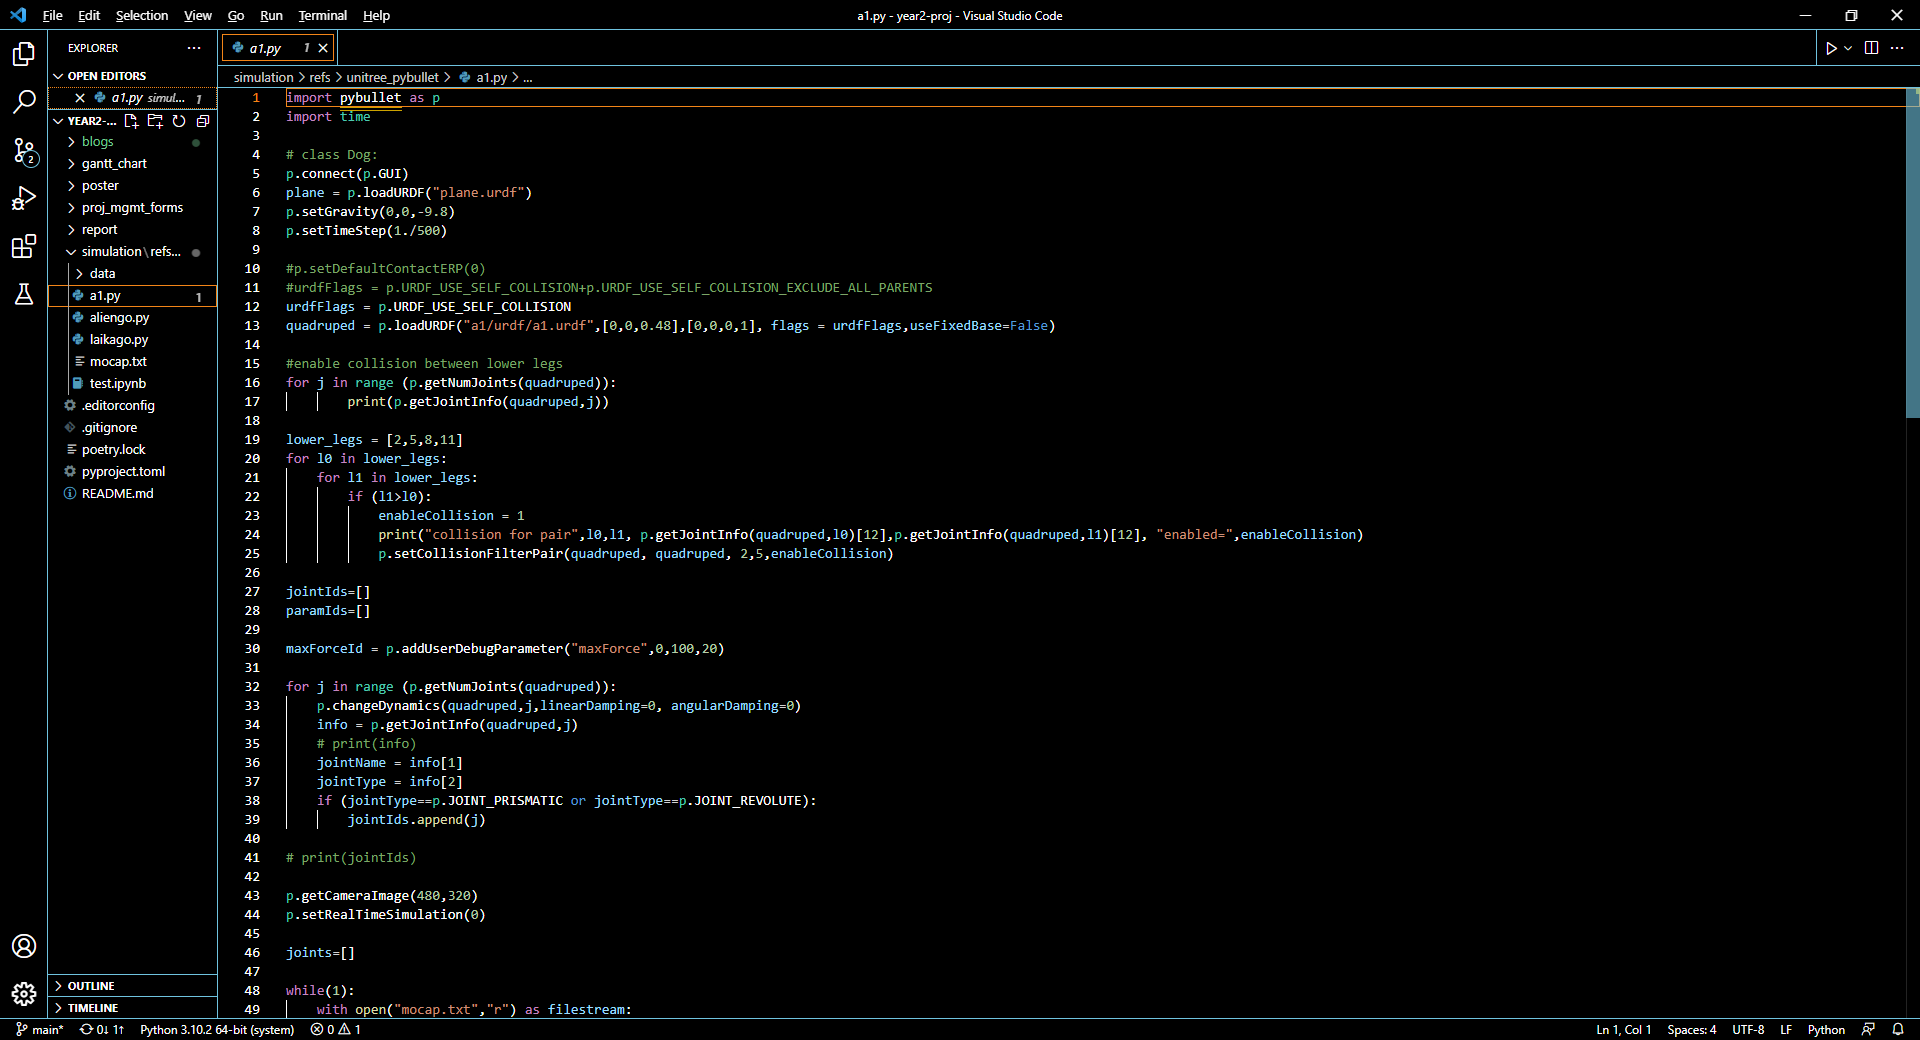 File Edit Selection View Go Run Terminal Help
a1.py - year2-proj - Visual Studio Code
EXPLORER
OPEN EDITORS
a1.py simul... 1
YEAR2-...
blogs
gantt_chart
poster
proj_mgmt_forms
report
simulation\refs...
data
a1.py 1
aliengo.py
laikago.py
mocap.txt
test.ipynb
.editorconfig
.gitignore
poetry.lock
pyproject.toml
README.md
OUTLINE
TIMELINE
2
a1.py 1
simulation > refs > unitree_pybullet > a1.py > ...
1 import pybullet as p
2 import time
3
4 # class Dog:
5 p.connect(p.GUI)
6 plane = p.loadURDF("plane.urdf")
7 p.setGravity(0,0,-9.8)
8 p.setTimeStep(1./500)
9
10 #p.setDefaultContactERP(0)
11 #urdfFlags = p.URDF_USE_SELF_COLLISION+p.URDF_USE_SELF_COLLISION_EXCLUDE_ALL_PARENTS
12 urdfFlags = p.URDF_USE_SELF_COLLISION
13 quadruped = p.loadURDF("a1/urdf/a1.urdf",[0,0,0.48],[0,0,0,1], flags = urdfFlags,useFixedBase=False)
14
15 #enable collision between lower legs
16 for j in range (p.getNumJoints(quadruped)):
17 print(p.getJointInfo(quadruped,j))
18
19 lower_legs = [2,5,8,11]
20 for l0 in lower_legs:
21 for l1 in lower_legs:
22 if (l1>l0):
23 enableCollision = 1
24 print("collision for pair",l0,l1, p.getJointInfo(quadruped,l0)[12],p.getJointInfo(quadruped,l1)[12], "enabled=",enableCollision)
25 p.setCollisionFilterPair(quadruped, quadruped, 2,5,enableCollision)
26
27 jointIds=[]
28 paramIds=[]
29
30 maxForceId = p.addUserDebugParameter("maxForce",0,100,20)
31
32 for j in range (p.getNumJoints(quadruped)):
33 p.changeDynamics(quadruped,j,linearDamping=0, angularDamping=0)
34 info = p.getJointInfo(quadruped,j)
35 # print(info)
36 jointName = info[1]
37 jointType = info[2]
38 if (jointType==p.JOINT_PRISMATIC or jointType==p.JOINT_REVOLUTE):
39 jointIds.append(j)
40
41 # print(jointIds)
42
43 p.getCameraImage(480,320)
44 p.setRealTimeSimulation(0)
45
46 joints=[]
47
48 while(1):
49 with open("mocap.txt","r") as filestream:
main* 0↓ 1↑ Python 3.10.2 64-bit (system) 0 1
Ln 1, Col 1 Spaces: 4 UTF-8 LF Python